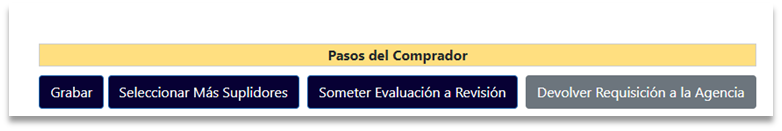 Pasos del Comprador
Grabar Seleccionar Más Suplidores Someter Evaluación a Revisión Devolver Requisición a la Agencia